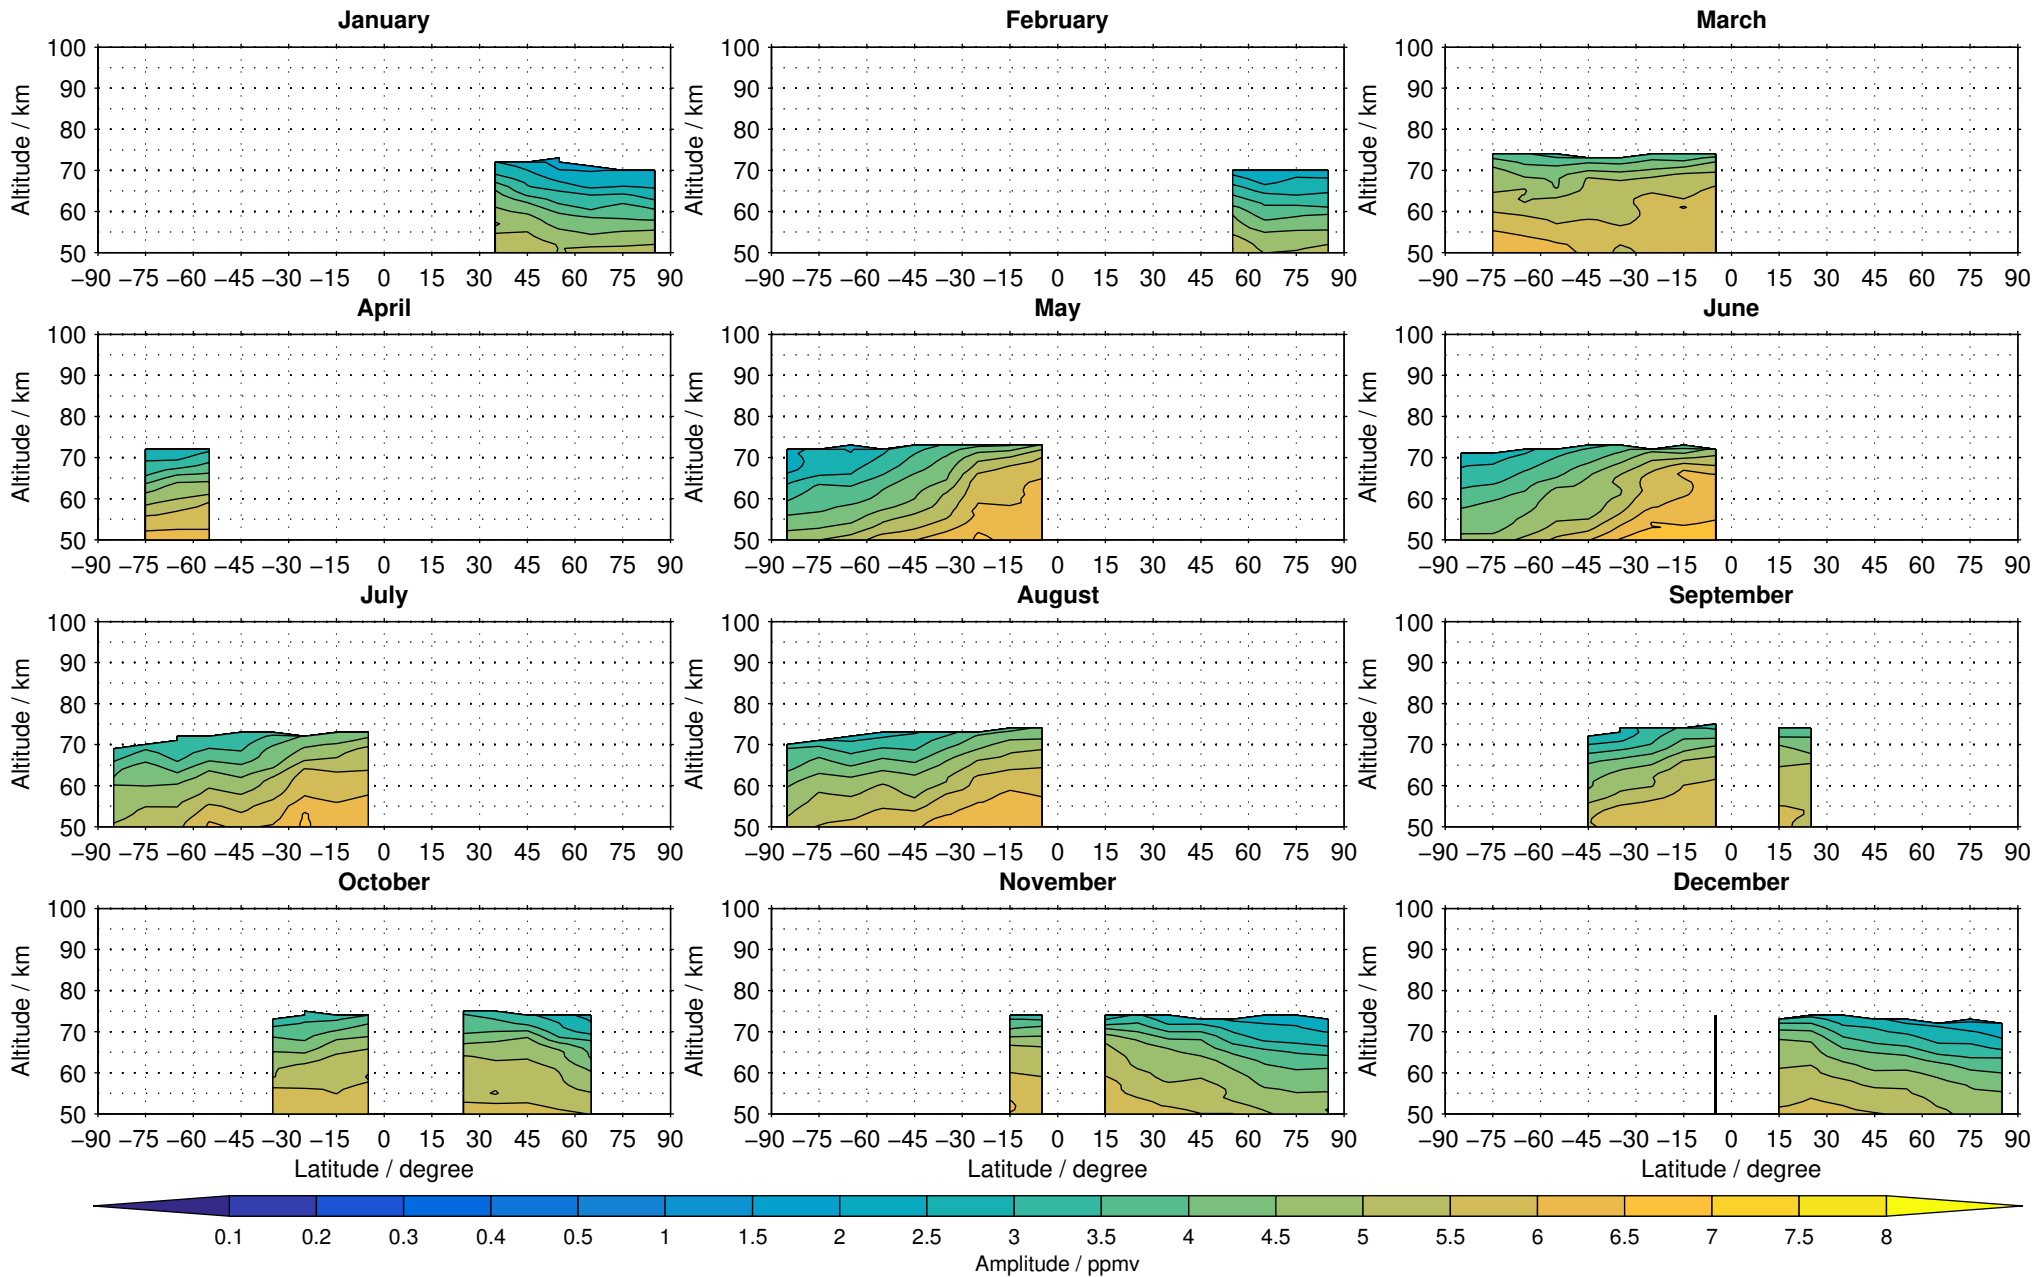 January February March
100 100 100
Altitude / km Altitude / km Altitude / km
90 90 90
80 80 80
70 70 70
60 60 60
50 50 50
−90 −75 −60 −45 −30 −15 0 15 30 45 60 75 90 −90 −75 −60 −45 −30 −15 0 15 30 45 60 75 90 −90 −75 −60 −45 −30 −15 0 15 30 45 60 75 90
April May June
100 100 100
Altitude / km Altitude / km Altitude / km
90 90 90
80 80 80
70 70 70
60 60 60
50 50 50
−90 −75 −60 −45 −30 −15 0 15 30 45 60 75 90 −90 −75 −60 −45 −30 −15 0 15 30 45 60 75 90 −90 −75 −60 −45 −30 −15 0 15 30 45 60 75 90
July August September
100 100 100
Altitude / km Altitude / km Altitude / km
90 90 90
80 80 80
70 70 70
60 60 60
50 50 50
−90 −75 −60 −45 −30 −15 0 15 30 45 60 75 90 −90 −75 −60 −45 −30 −15 0 15 30 45 60 75 90 −90 −75 −60 −45 −30 −15 0 15 30 45 60 75 90
October November December
100 100 100
Altitude / km Altitude / km Altitude / km
90 90 90
80 80 80
70 70 70
60 60 60
50 50 50
−90 −75 −60 −45 −30 −15 0 15 30 45 60 75 90 −90 −75 −60 −45 −30 −15 0 15 30 45 60 75 90 −90 −75 −60 −45 −30 −15 0 15 30 45 60 75 90
Latitude / degree Latitude / degree Latitude / degree
0.1 0.2 0.3 0.4 0.5 1 1.5 2 2.5 3 3.5 4 4.5 5 5.5 6 6.5 7 7.5 8
Amplitude / ppmv